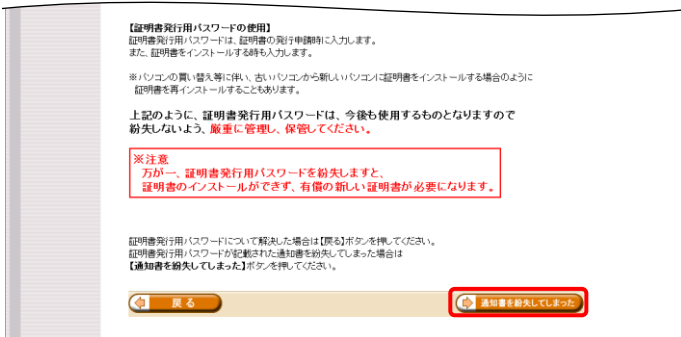 【証明書発行用パスワードの使用】
証明書発行用パスワードは、証明書の発行申請時に入力します。
また、証明書をインストールする時も入力します。
※パソコンの買い替え等に伴い、古いパソコンから新しいパソコンに証明書をインストールする場合のように
証明書を再インストールすることもあります。
上記のように、証明書発行用パスワードは、今後も使用するものとなりますので
紛失しないよう、厳重に管理し、保管してください。
※注意
万が一、証明書発行用パスワードを紛失しますと、
証明書のインストールができず、有償の新しい証明書が必要になります。
証明書発行用パスワードについて解決した場合は【戻る】ボタンを押してください。
証明書発行用パスワードが記載された通知書を紛失してしまった場合は
【通知書を紛失してしまった】ボタンを押してください。
戻る
通知書を紛失してしまった